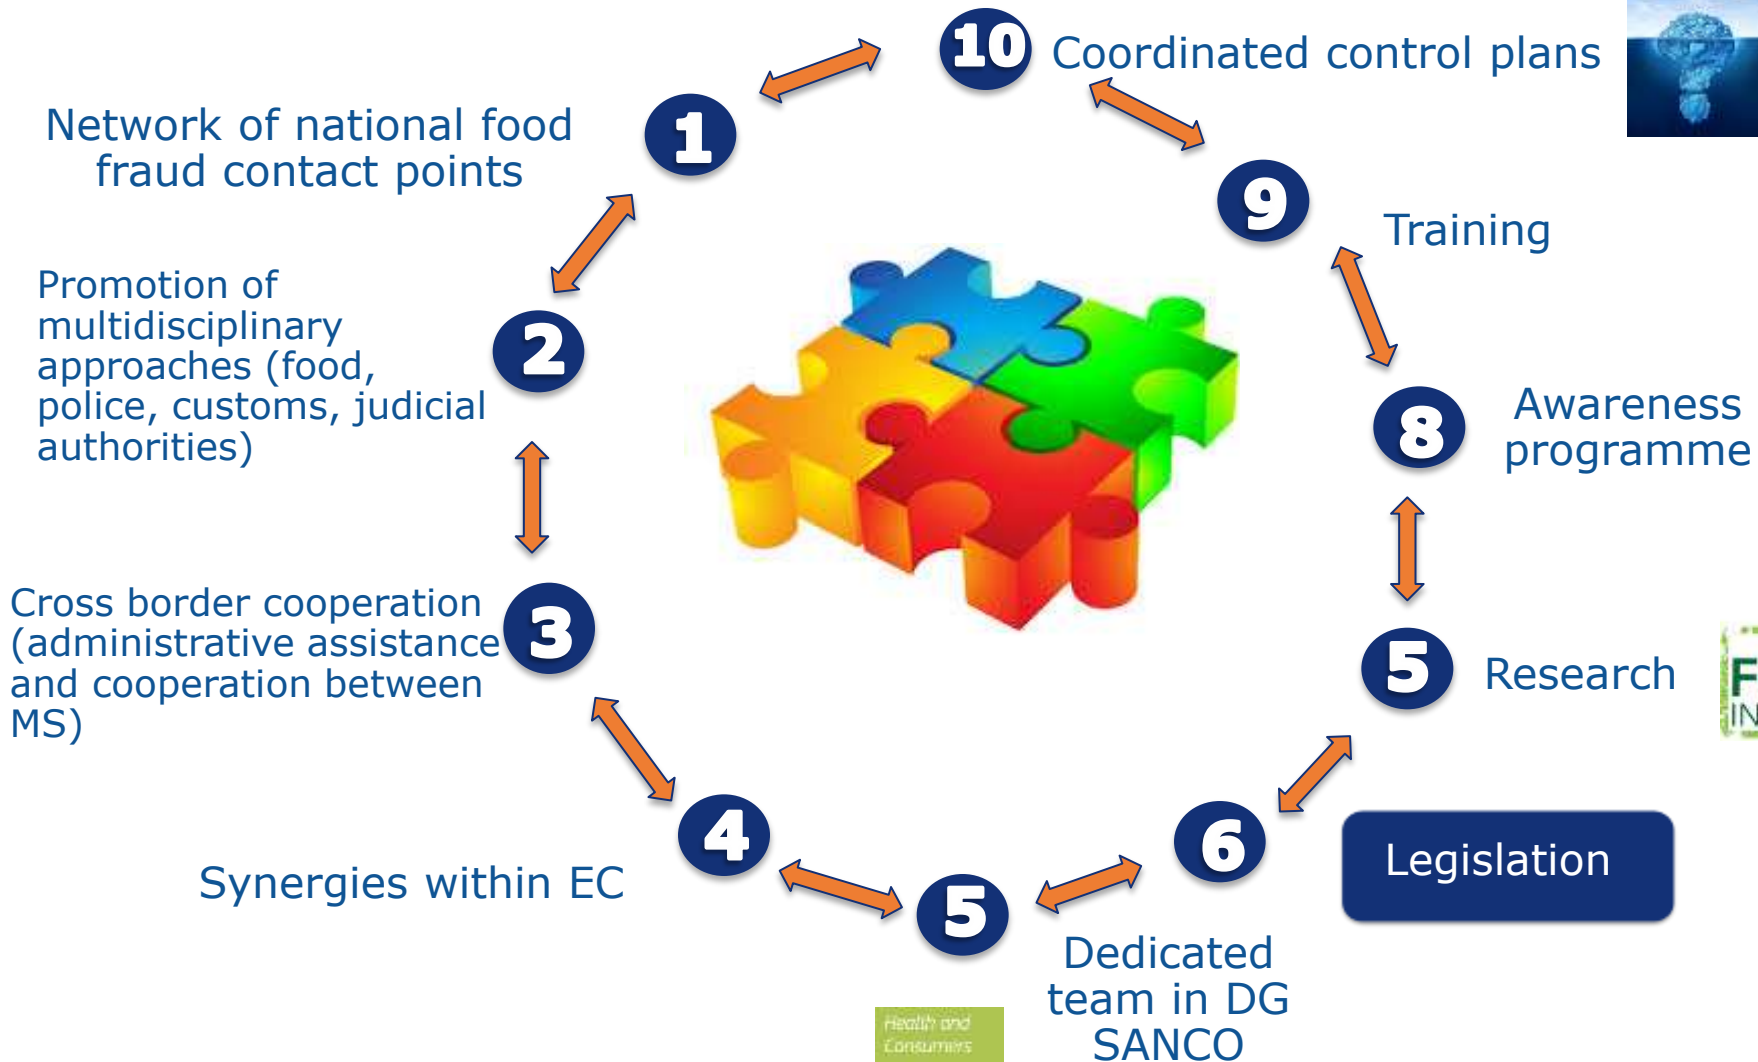 10
Coordinated control plans
1
Network of national food
fraud contact points
9
Training
2
Promotion of
multidisciplinary
approaches (food,
police, customs, judicial
authorities)
8
Awareness
programme
3
Cross border cooperation
(administrative assistance
and cooperation between
MS)
5
Research
F
IN
4
Synergies within EC
6
Legislation
5
Dedicated
team in DG
SANCO
Health and
Consumers